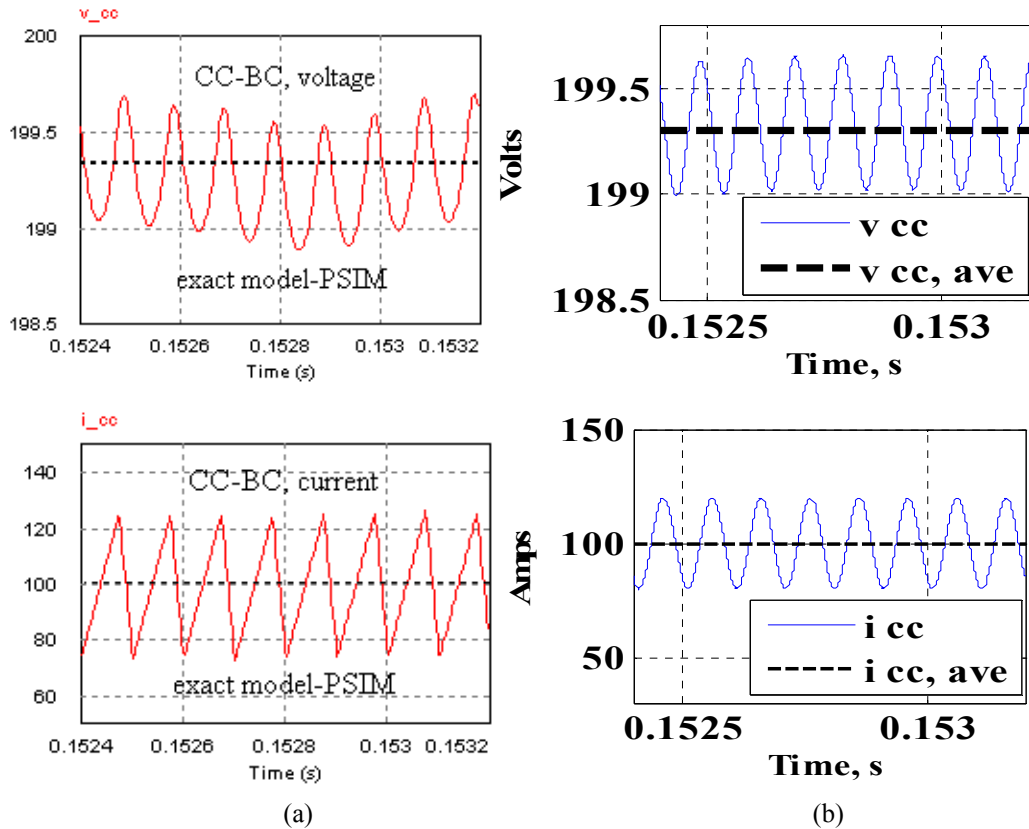 v_cc
200
CC-BC, voltage
199.5
199
exact model-PSIM
198.5
0.1524 0.1526 0.1528 0.153 0.1532
Time (s)
Volts
199.5
199
198.5
v cc
v cc, ave
0.1525 0.153
Time, s
i_cc
140
CC-BC, current
120
100
80
exact model-PSIM
60
0.1524 0.1526 0.1528 0.153 0.1532
Time (s)
(a)
Amps
150
100
50
i cc
i cc, ave
0.1525 0.153
Time, s
(b)